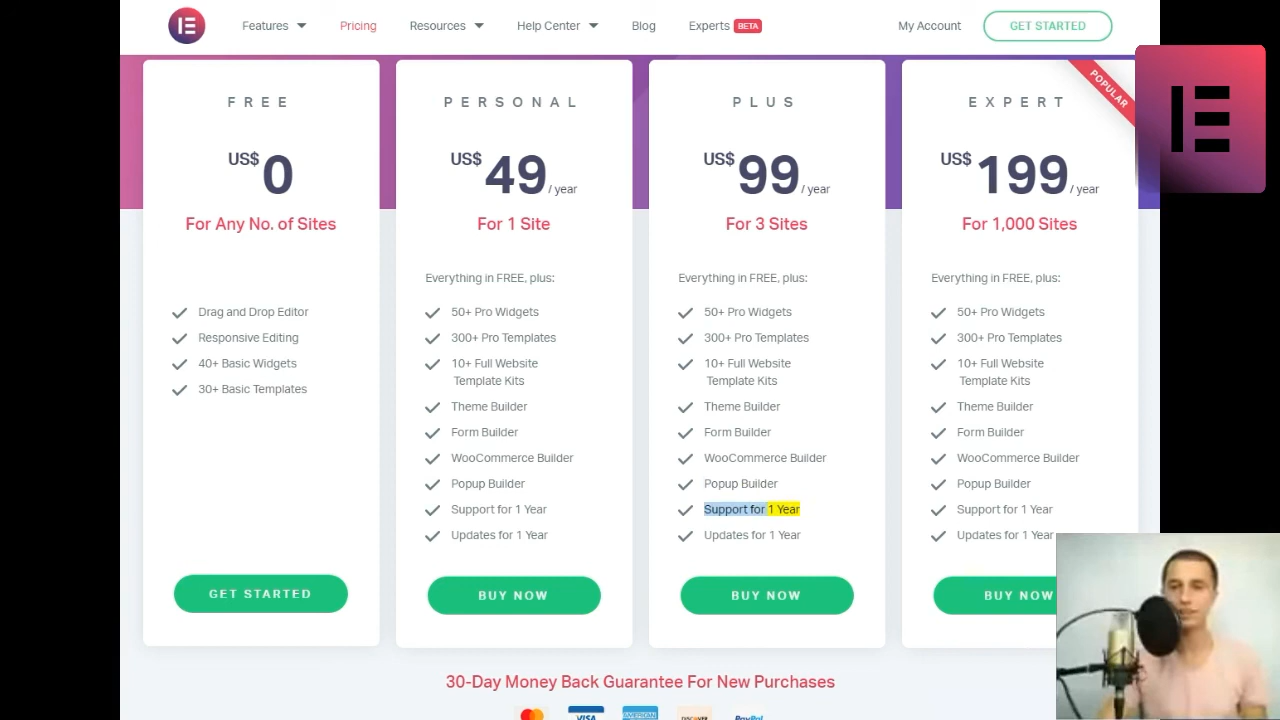 Features
Pricing
Resources
Help Center
Blog
Experts BETA
My Account
GET STARTED
FREE
US$ 0
For Any No. of Sites
Drag and Drop Editor
Responsive Editing
40+ Basic Widgets
30+ Basic Templates
GET STARTED
PERSONAL
US$ 49 / year
For 1 Site
Everything in FREE, plus:
50+ Pro Widgets
300+ Pro Templates
10+ Full Website
Template Kits
Theme Builder
Form Builder
WooCommerce Builder
Popup Builder
Support for 1 Year
Updates for 1 Year
BUY NOW
PLUS
US$ 99 / year
For 3 Sites
Everything in FREE, plus:
50+ Pro Widgets
300+ Pro Templates
10+ Full Website
Template Kits
Theme Builder
Form Builder
WooCommerce Builder
Popup Builder
Support for 1 Year
Updates for 1 Year
BUY NOW
POPULAR
EXPERT
US$ 199 / year
For 1,000 Sites
Everything in FREE, plus:
50+ Pro Widgets
300+ Pro Templates
10+ Full Website
Template Kits
Theme Builder
Form Builder
WooCommerce Builder
Popup Builder
Support for 1 Year
Updates for 1 Year
BUY NOW
30-Day Money Back Guarantee For New Purchases
VISA
AMERICAN
DISCOVER
PayPal